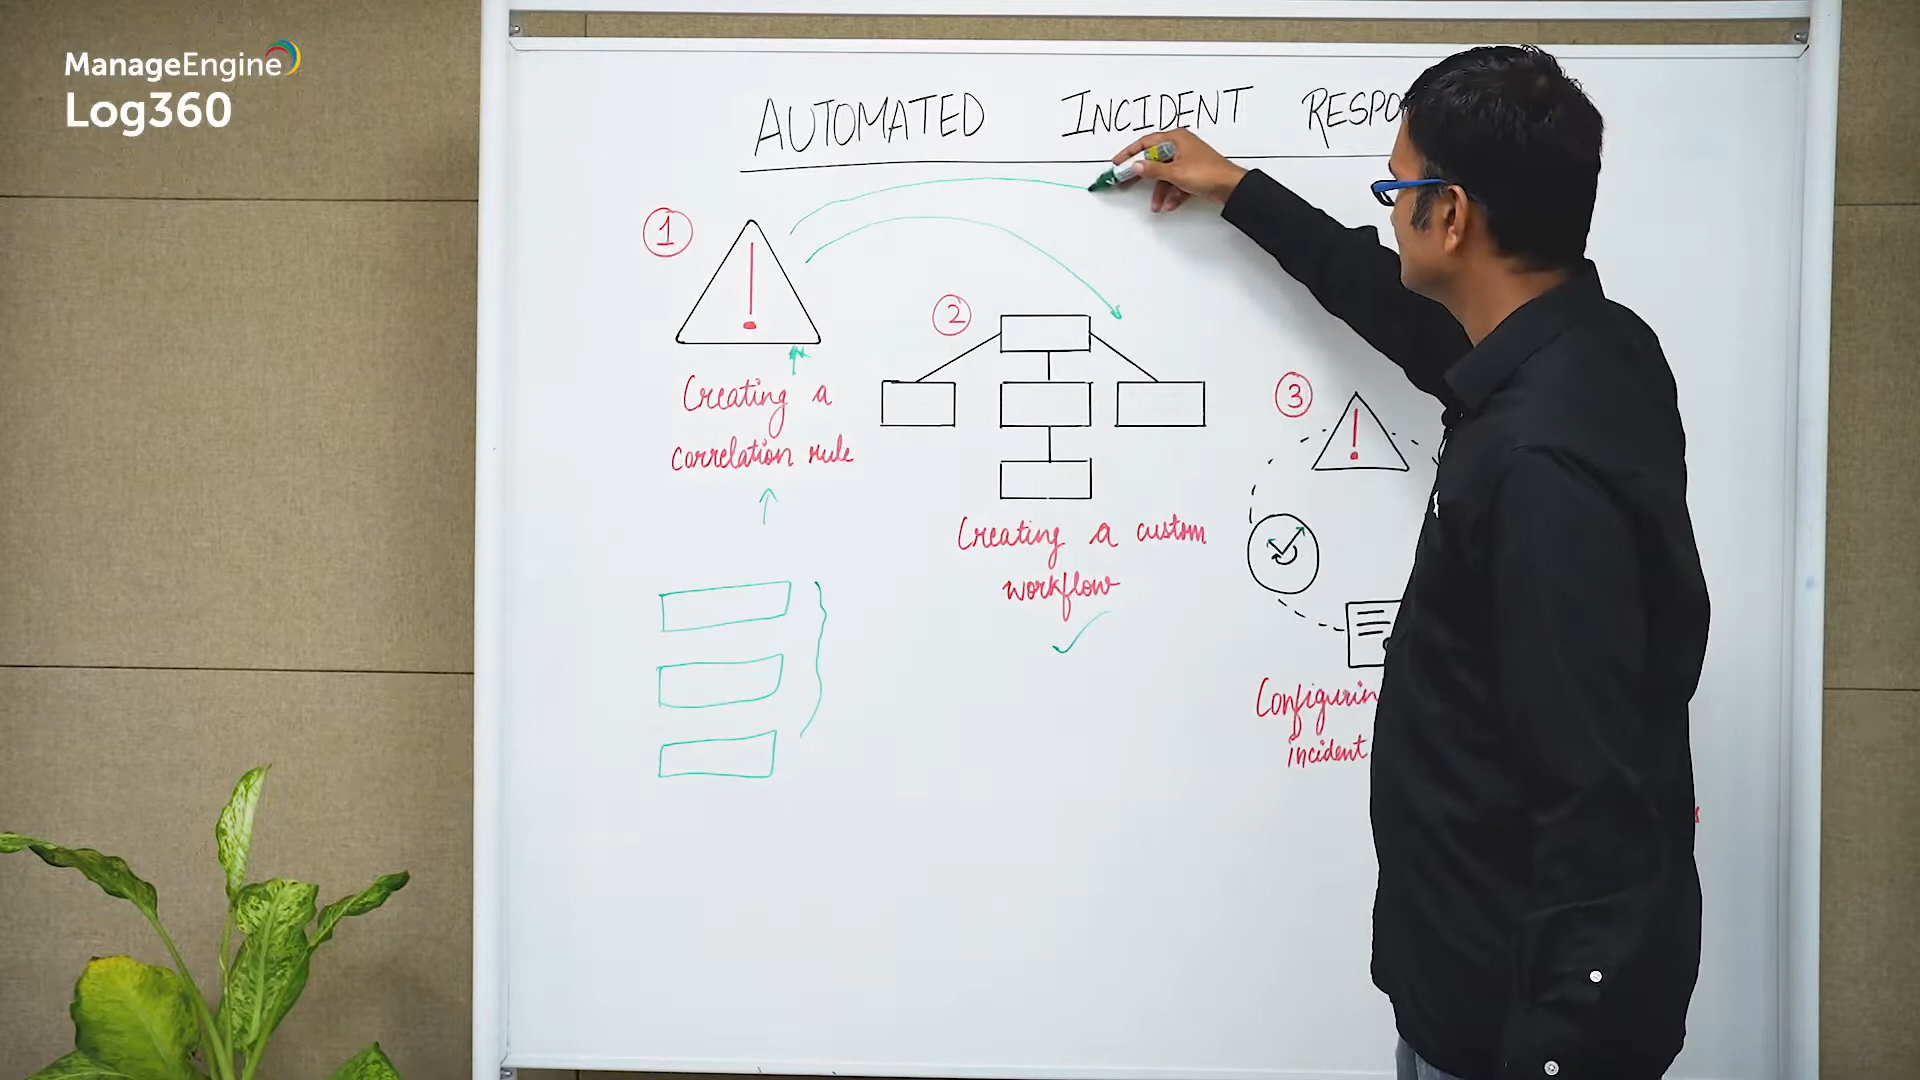 ManageEngine
Log360
AUTOMATED INCIDENT RESPO
1
Creating a
correlation rule
2
Creating a custom
workflow
3
Configurin
incident